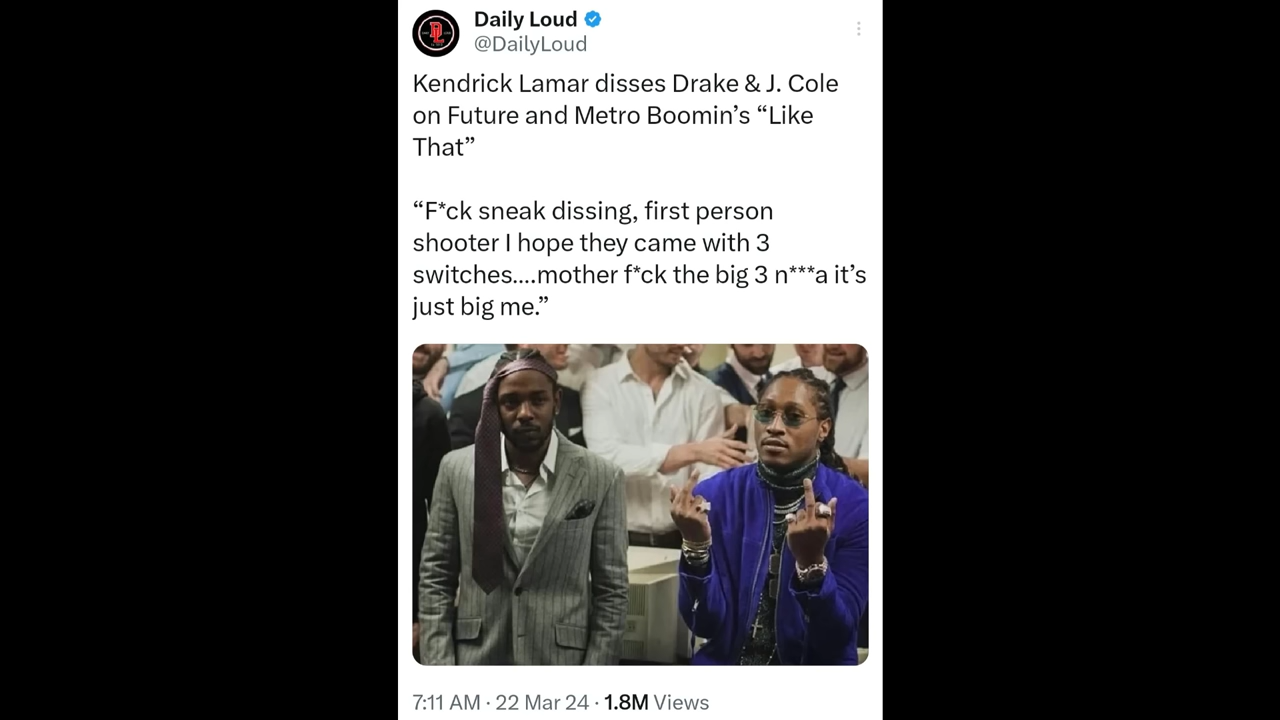 Daily Loud
@DailyLoud
Kendrick Lamar disses Drake & J. Cole
on Future and Metro Boomin’s “Like
That”
“F*ck sneak dissing, first person
shooter I hope they came with 3
switches....mother f*ck the big 3 n***a it’s
just big me.”
7:11 AM · 22 Mar 24 · 1.8M Views